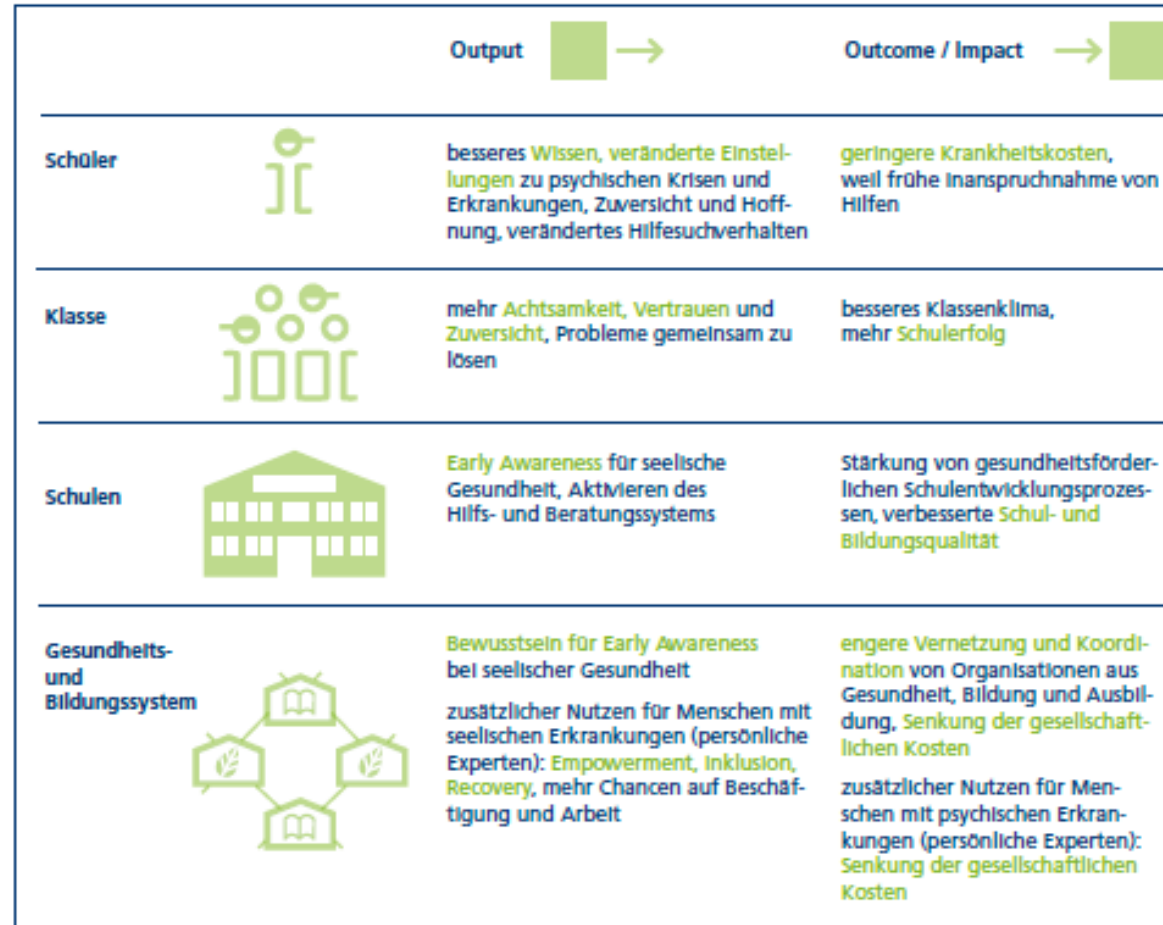 Output
Outcome / Impact
Schüler
besseres Wissen, veränderte Einstel-
lungen zu psychischen Krisen und
Erkrankungen, Zuversicht und Hoff-
nung, verändertes Hilfesuchverhalten
geringere Krankheitskosten,
weil frühe Inanspruchnahme von
Hilfen
Klasse
mehr Achtsamkeit, Vertrauen und
Zuversicht, Probleme gemeinsam zu
lösen
besseres Klassenklima,
mehr Schulerfolg
Schulen
Early Awareness für seelische
Gesundheit, Aktivieren des
Hilfs- und Beratungssystems
Stärkung von gesundheitsförder-
lichen Schulentwicklungsprozes-
sen, verbesserte Schul- und
Bildungsqualität
Gesundheits-
und
Bildungssystem
Bewusstsein für Early Awareness
bei seelischer Gesundheit
zusätzlicher Nutzen für Menschen mit
seelischen Erkrankungen (persönliche
Experten): Empowerment, Inklusion,
Recovery, mehr Chancen auf Beschäf-
tigung und Arbeit
engere Vernetzung und Koordi-
nation von Organisationen aus
Gesundheit, Bildung und Ausbil-
dung, Senkung der gesellschaft-
lichen Kosten
zusätzlicher Nutzen für Men-
schen mit psychischen Erkran-
kungen (persönliche Experten):
Senkung der gesellschaftlichen
Kosten